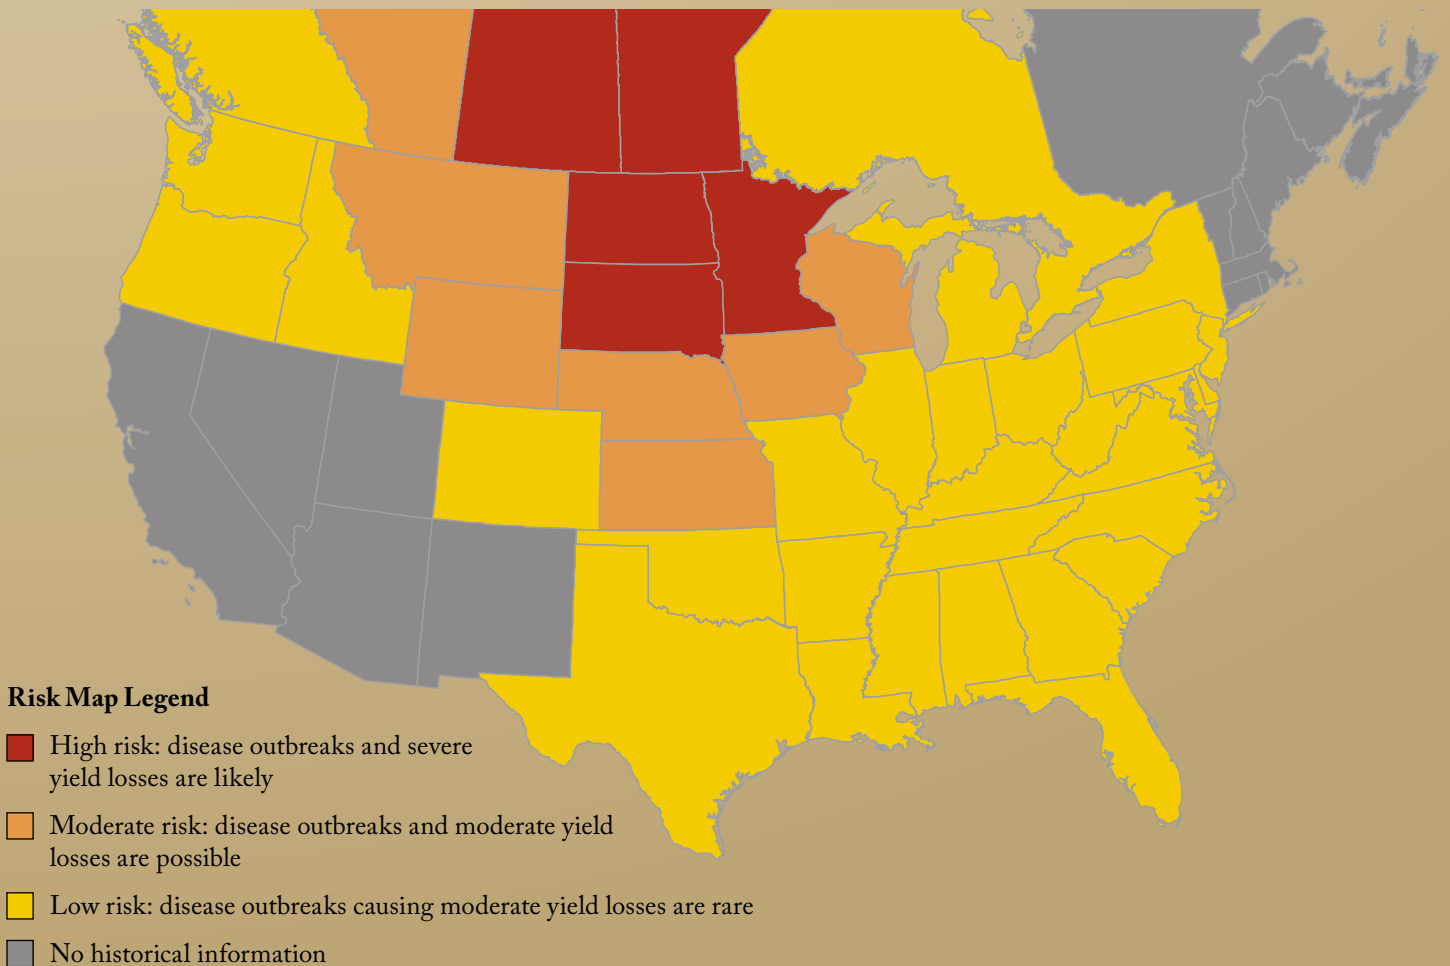 Risk Map Legend
High risk: disease outbreaks and severe
yield losses are likely
Moderate risk: disease outbreaks and moderate yield
losses are possible
Low risk: disease outbreaks causing moderate yield losses are rare
No historical information